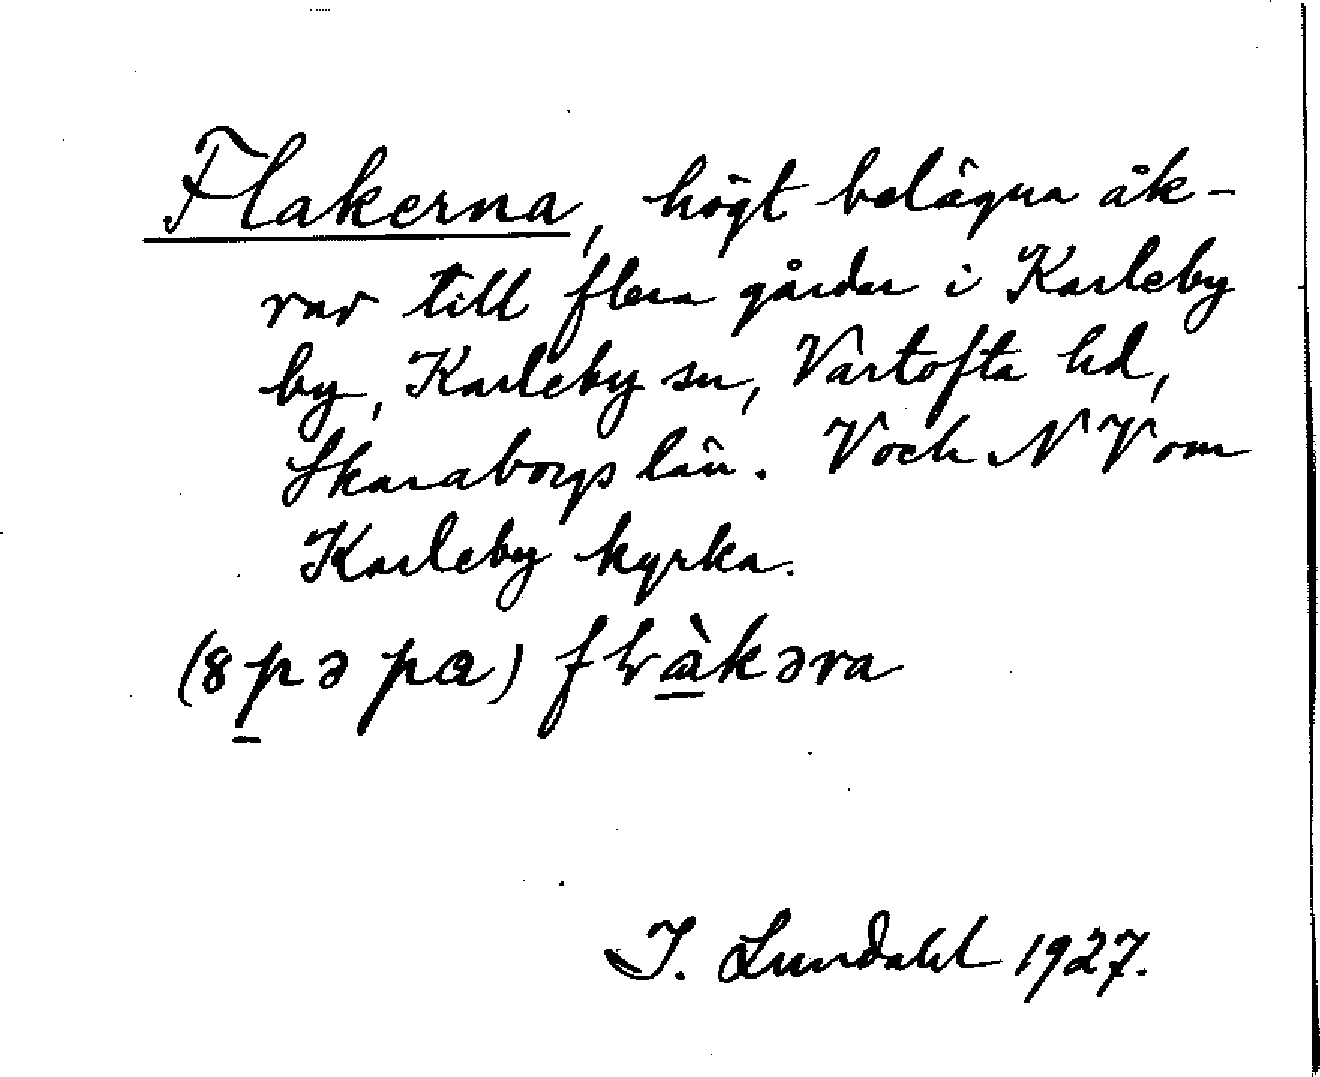 Flakerna, högt belägna åk-
rar till flera gårdar i Karleby
by, Karleby sn, Vartofta hd,
Skaraborgs län. V och NV om
Karleby kyrka.
(8 p ə pa) flàkəra
I. Lundahl 1927.